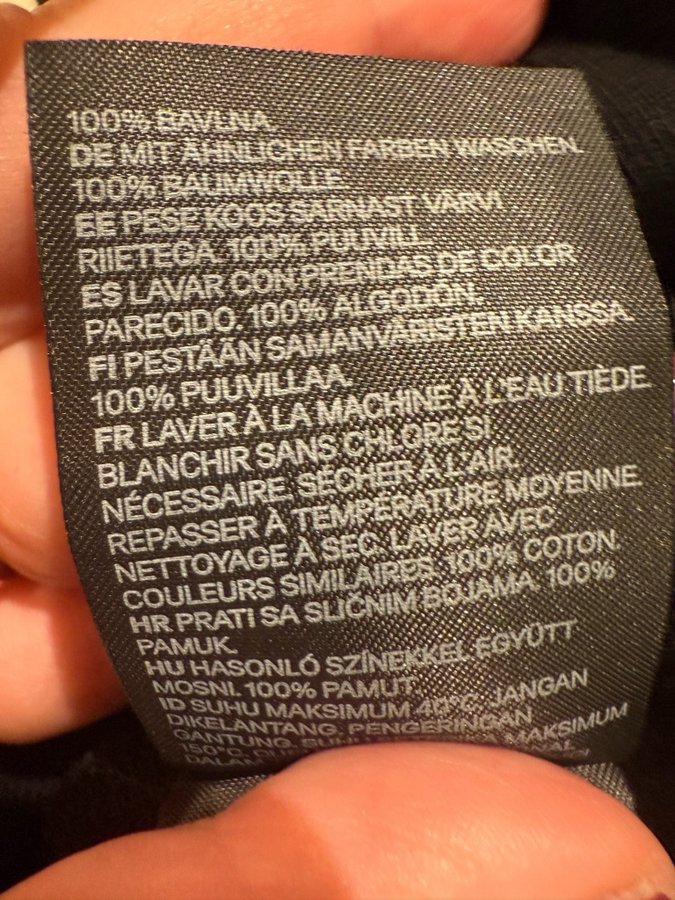 100% BAVLNA.
DE MIT ÄHNLICHEN FARBEN WASCHEN.
100% BAUMWOLLE
EE PESE KOOS SARNAST VÄRVI
RIIETEGA. 100% PUUVILL.
ES LAVAR CON PRENDAS DE COLOR
PARECIDO. 100% ALGODÓN.
FI PESTÄÄN SAMANVÄRISTEN KANSSA.
100% PUUVILLAA.
FR LAVER À LA MACHINE À L'EAU TIÈDE.
BLANCHIR SANS CHLORE SI
NÉCESSAIRE. SÉCHER À L'AIR.
REPASSER À TEMPÉRATURE MOYENNE.
NETTOYAGE À SEC. LAVER AVEC
COULEURS SIMILAIRES. 100% COTON.
HR PRATI SA SLIČNIM BOJAMA. 100%
PAMUK.
HU HASONLÓ SZÍNEKKEL EGYÜTT
MOSNI. 100% PAMUT.
ID SUHU MAKSIMUM 40°C. JANGAN
DIKELANTANG. PENGERINGAN
GANTUNG. MAKSIMUM
150°C.